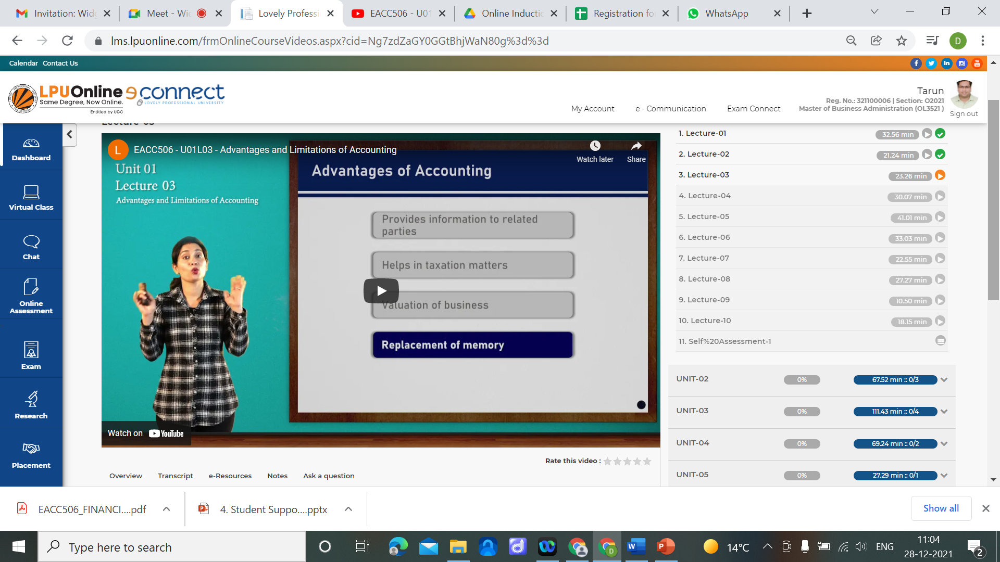 Invitation: Wid
Meet - Wi
Lovely Professi
EACC506 - U01
Online Inductic
Registration fo
WhatsApp
lms.lpuonline.com/frmOnlineCourseVideos.aspx?cid=Ng7zdZaGY0GGtBhjWaN80g%3d%3d
D
Calendar Contact Us
LPUOnline
Same Degree, Now Online.
Entitled by UGC
e connect
LOVELY PROFESSIONAL UNIVERSITY
My Account
e - Communication
Exam Connect
Tarun
Reg. No.: 321100006 | Section: O2021
Master of Business Administration (OL3521 )
Sign out
Dashboard
Virtual Class
Chat
Online
Assessment
Exam
Research
Placement
Lecture-03
L
EACC506 - U01L03 - Advantages and Limitations of Accounting
Watch later
Share
Unit 01
Lecture 03
Advantages and Limitations of Accounting
Advantages of Accounting
Provides information to related
parties
Helps in taxation matters
Valuation of business
Replacement of memory
Watch on YouTube
Rate this video :
Overview
Transcript
e-Resources
Notes
Ask a question
1. Lecture-01 32.56 min
2. Lecture-02 21.24 min
3. Lecture-03 23.26 min
4. Lecture-04 30.07 min
5. Lecture-05 41.01 min
6. Lecture-06 33.03 min
7. Lecture-07 22.55 min
8. Lecture-08 27.27 min
9. Lecture-09 10.50 min
10. Lecture-10 18.15 min
11. Self%20Assessment-1
UNIT-02 0% 67.52 min :: 0/3
UNIT-03 0% 111.43 min :: 0/4
UNIT-04 0% 69.24 min :: 0/2
UNIT-05 0% 27.29 min :: 0/1
EACC506_FINANCI....pdf
4. Student Suppo....pptx
Show all
Type here to search
14°C
ENG
11:04
28-12-2021
2